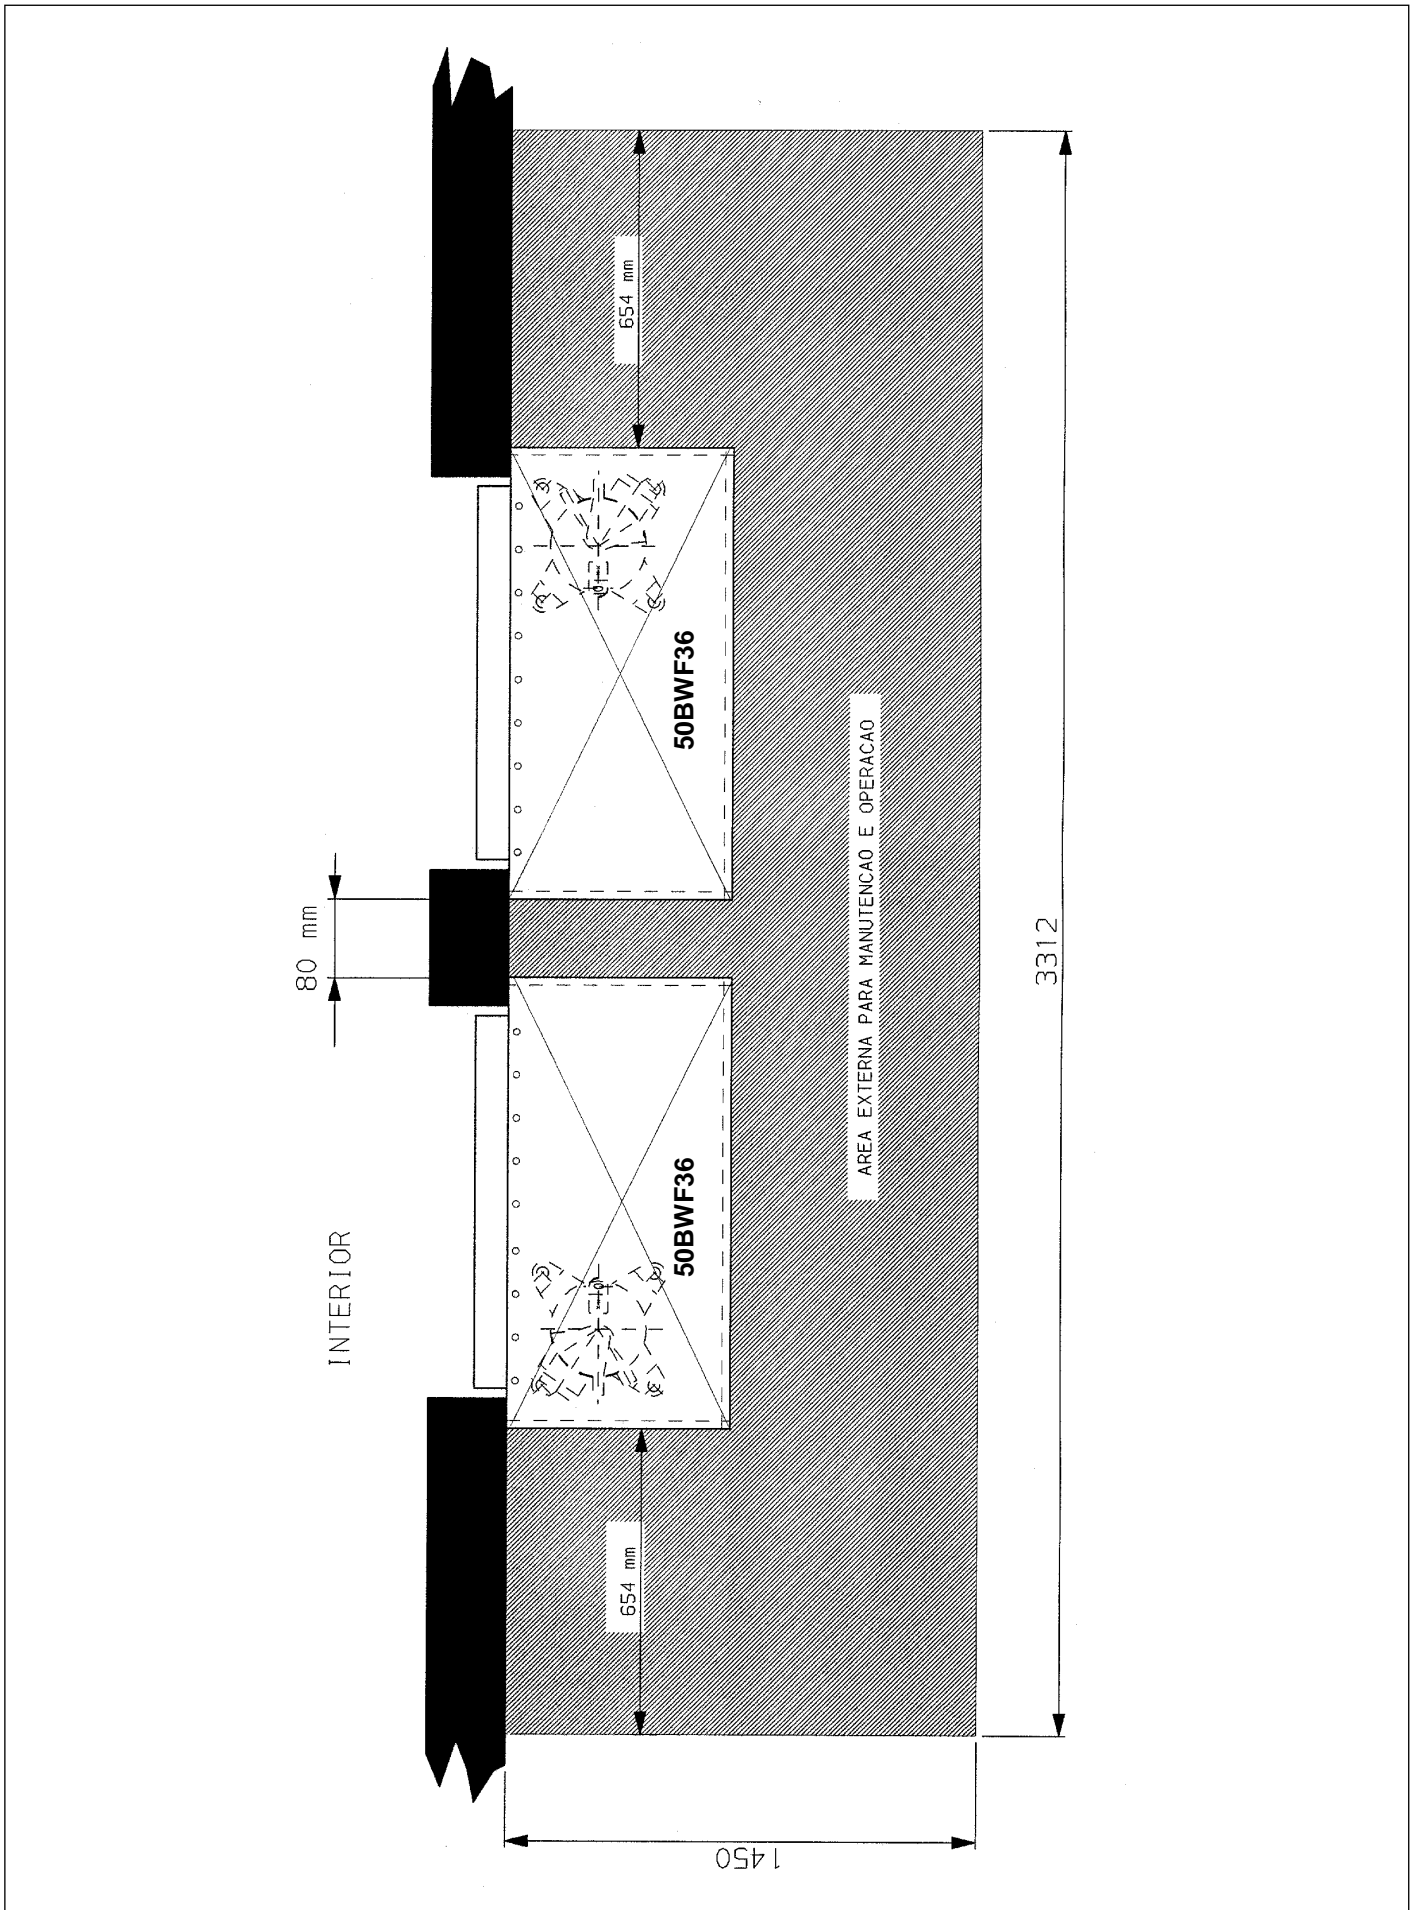 INTERIOR
80 mm
654 mm
654 mm
50BWF36
50BWF36
AREA EXTERNA PARA MANUTENCAO E OPERACAO
3312
1450